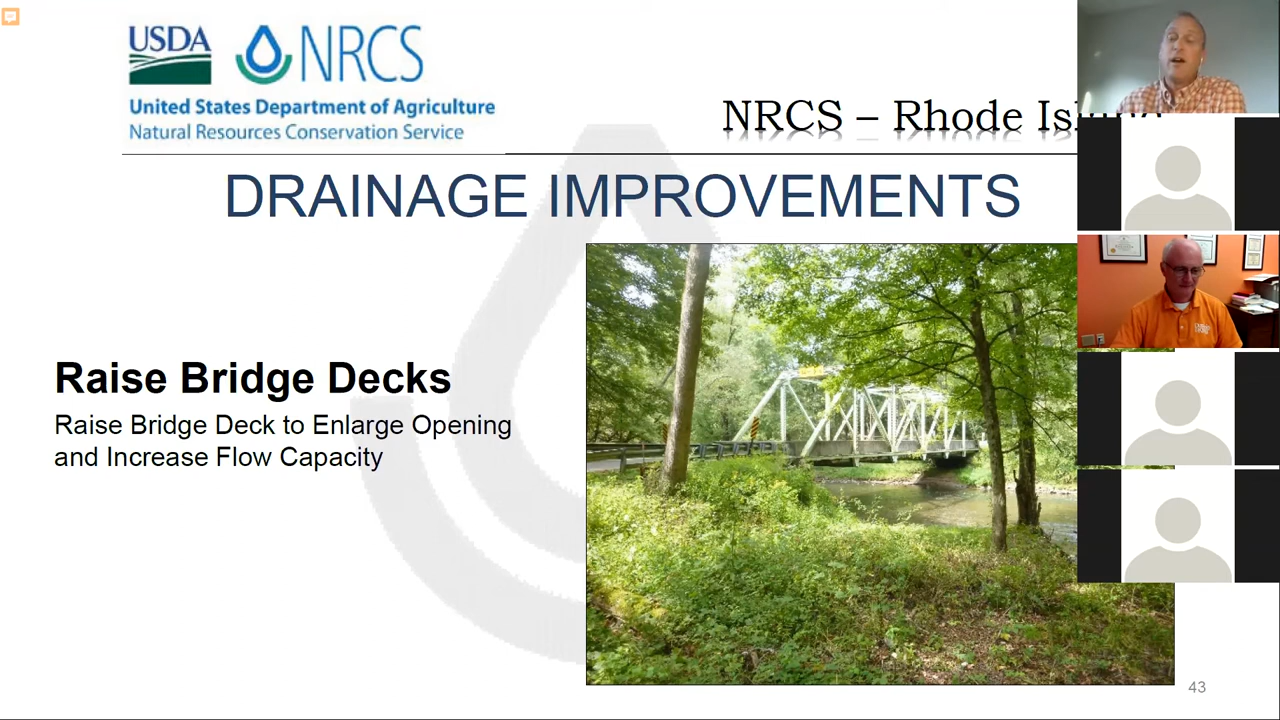 USDA NRCS
United States Department of Agriculture
Natural Resources Conservation Service
NRCS – Rhode Island
DRAINAGE IMPROVEMENTS
Raise Bridge Decks
Raise Bridge Deck to Enlarge Opening
and Increase Flow Capacity
43